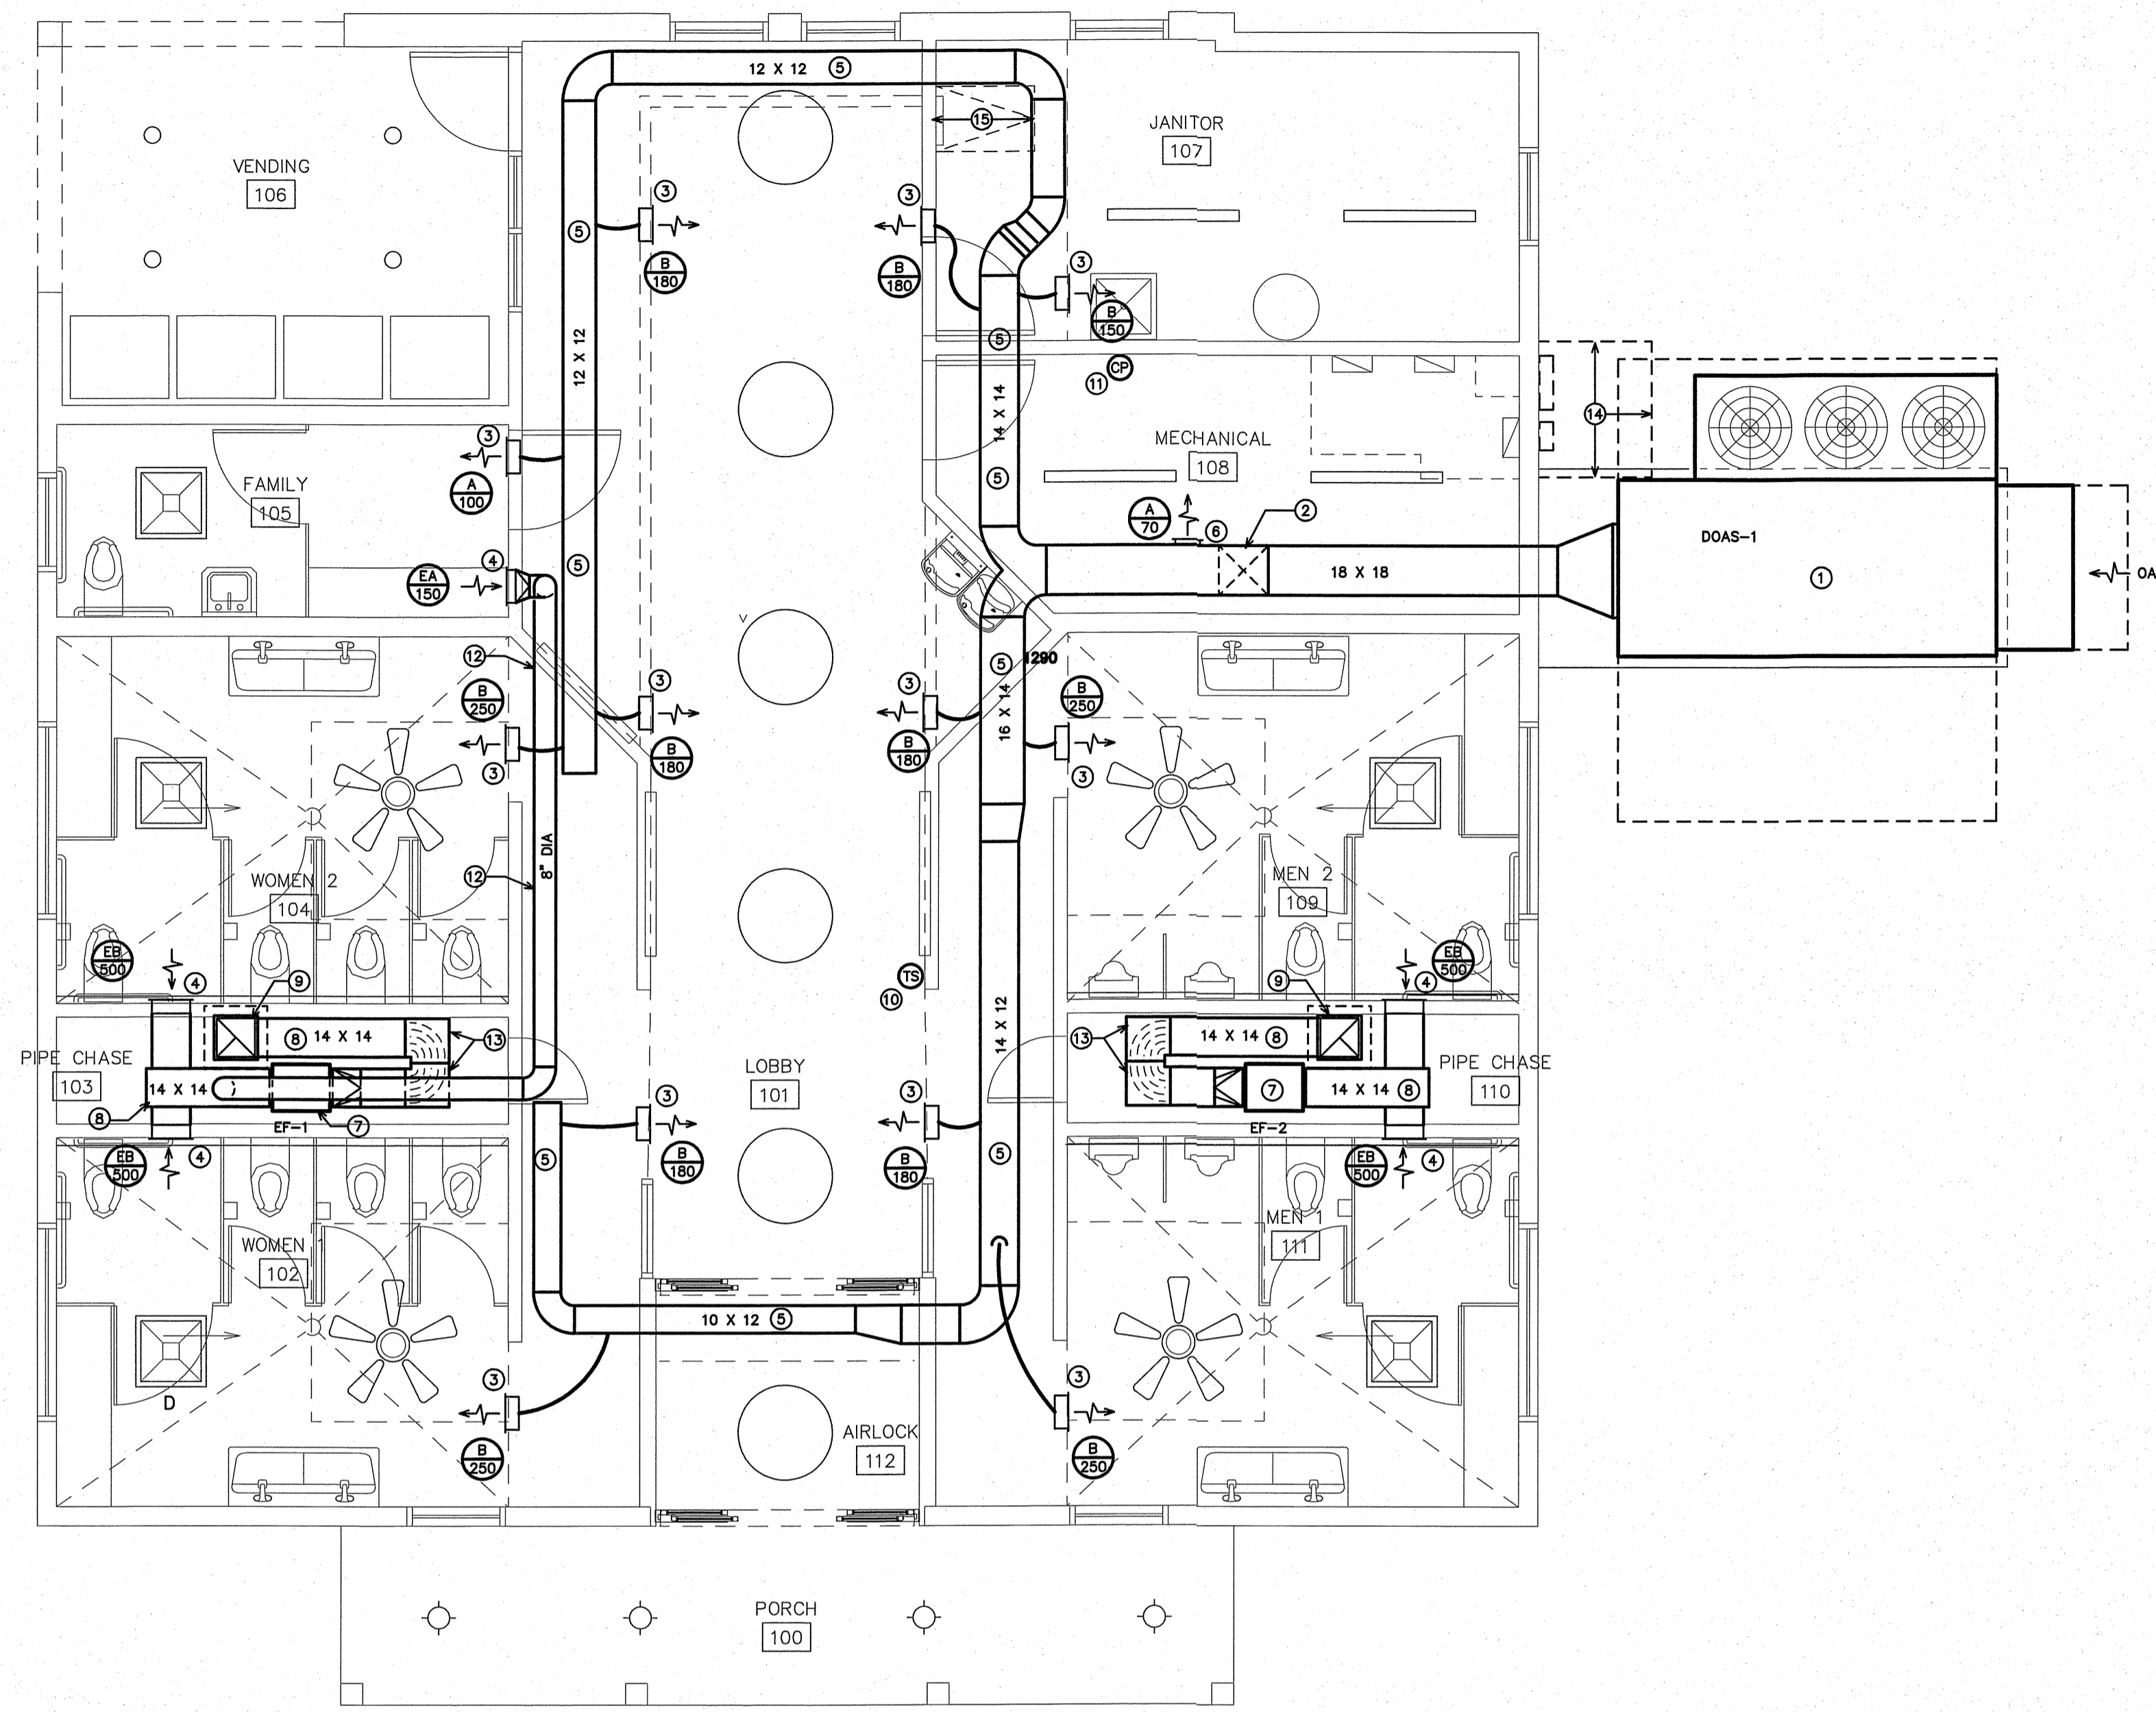 12 X 12 5
15
JANITOR
107
VENDING
106
3
3
5
B
180
B
180
3
B
150
5
12 X 12
CP
11
14 X 14
14
3
A
100
FAMILY
105
5
MECHANICAL
108
A
70
6
2
DOAS-1
1
OA
18 X 18
4
EA
150
5
12
B
250
3
3
B
180
3
B
180
5
1290
16 X 14
B
250
3
3
8" DIA
12
WOMEN 2
104
MEN 2
109
EB
500
4
9
TS
10
9
4
EB
500
8 14 X 14
13
14 X 12
13
14 X 14 8
PIPE CHASE
103
14 X 14
8
EF-1
7
LOBBY
101
7
14 X 14 8
PIPE CHASE
110
EF-2
3
3
EB
500
4
5
B
180
B
180
5
EB
500
4
WOMEN 1
102
MEN 1
111
10 X 12 5
D
3
B
250
3
B
250
AIRLOCK
112
PORCH
100